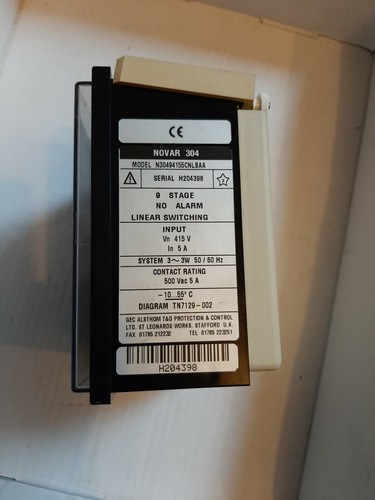 CE
NOVAR 304
MODEL N30494155CNLBAA
SERIAL H204398
9 STAGE
NO ALARM
LINEAR SWITCHING
INPUT
Vn 415 V
In 5 A
SYSTEM 3~3W 50/60 Hz
CONTACT RATING
500 Vac 5 A
-10...55° C
DIAGRAM TN7129-002
GEC ALSTHOM T&D PROTECTION & CONTROL
LTD. ST LEONARDS WORKS. STAFFORD U.K.
FAX 01785 212232 TEL 01785 223251
H204398